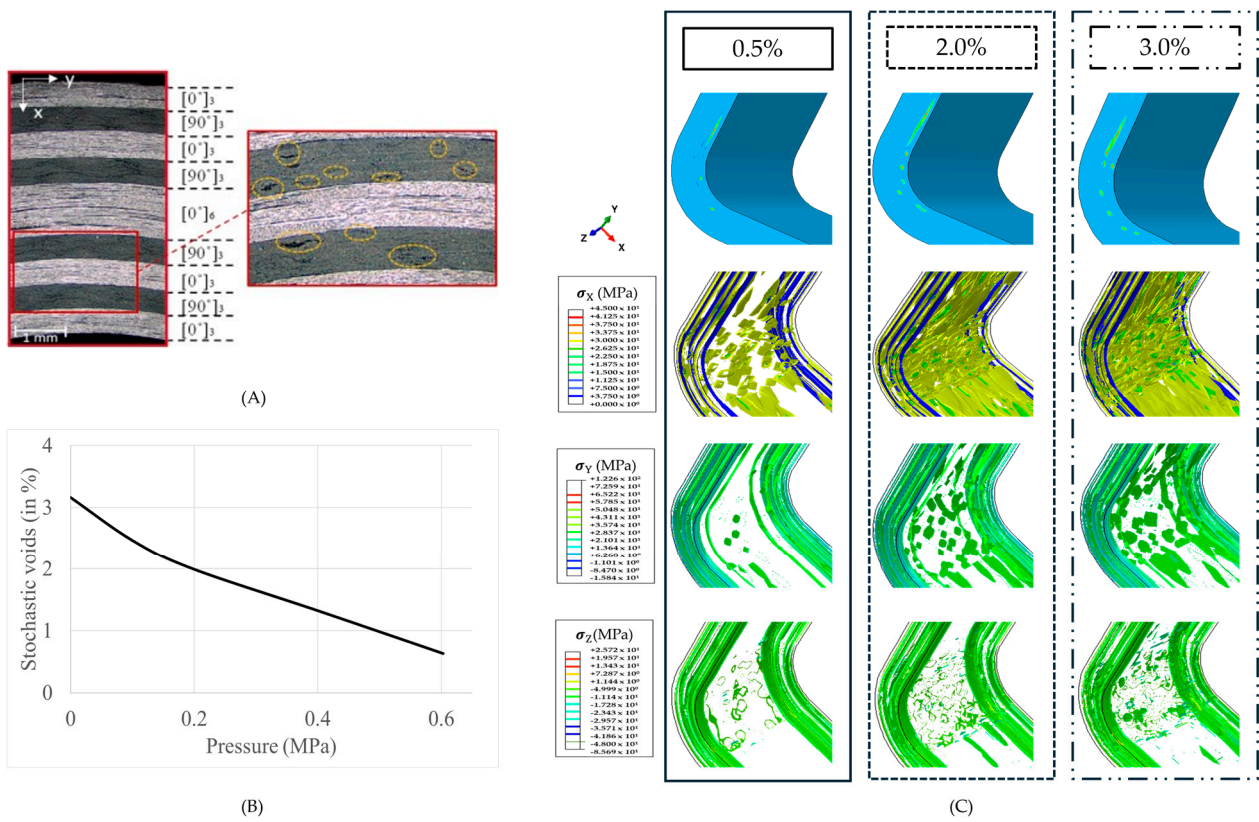 y
x
[0°]₃
[90°]₃
[0°]₃
[90°]₃
[0°]₆
[90°]₃
[0°]₃
[90°]₃
[0°]₃
1 mm
(A)
Stochastic voids (in %)
4
3
2
1
0
0
0.2
0.4
0.6
Pressure (MPa)
(B)
0.5%
2.0%
3.0%
Y
Z
X
σX (MPa)
+4.500 x 10¹
+4.125 x 10¹
+3.750 x 10¹
+3.375 x 10¹
+3.000 x 10¹
+2.625 x 10¹
+2.250 x 10¹
+1.875 x 10¹
+1.500 x 10¹
+1.125 x 10¹
+7.500 x 10⁰
+3.750 x 10⁰
+0.000 x 10⁰
σY (MPa)
+1.226 x 10²
+7.259 x 10¹
+6.522 x 10¹
+5.785 x 10¹
+5.048 x 10¹
+4.311 x 10¹
+3.574 x 10¹
+2.837 x 10¹
+2.101 x 10¹
+1.364 x 10¹
+6.260 x 10⁰
-1.101 x 10⁰
-8.470 x 10⁰
-1.584 x 10¹
σZ(MPa)
+2.572 x 10¹
+1.957 x 10¹
+1.343 x 10¹
+7.287 x 10⁰
+1.144 x 10⁰
-4.999 x 10⁰
-1.114 x 10¹
-1.728 x 10¹
-2.343 x 10¹
-2.957 x 10¹
-3.571 x 10¹
-4.186 x 10¹
-4.800 x 10¹
-8.569 x 10¹
(C)